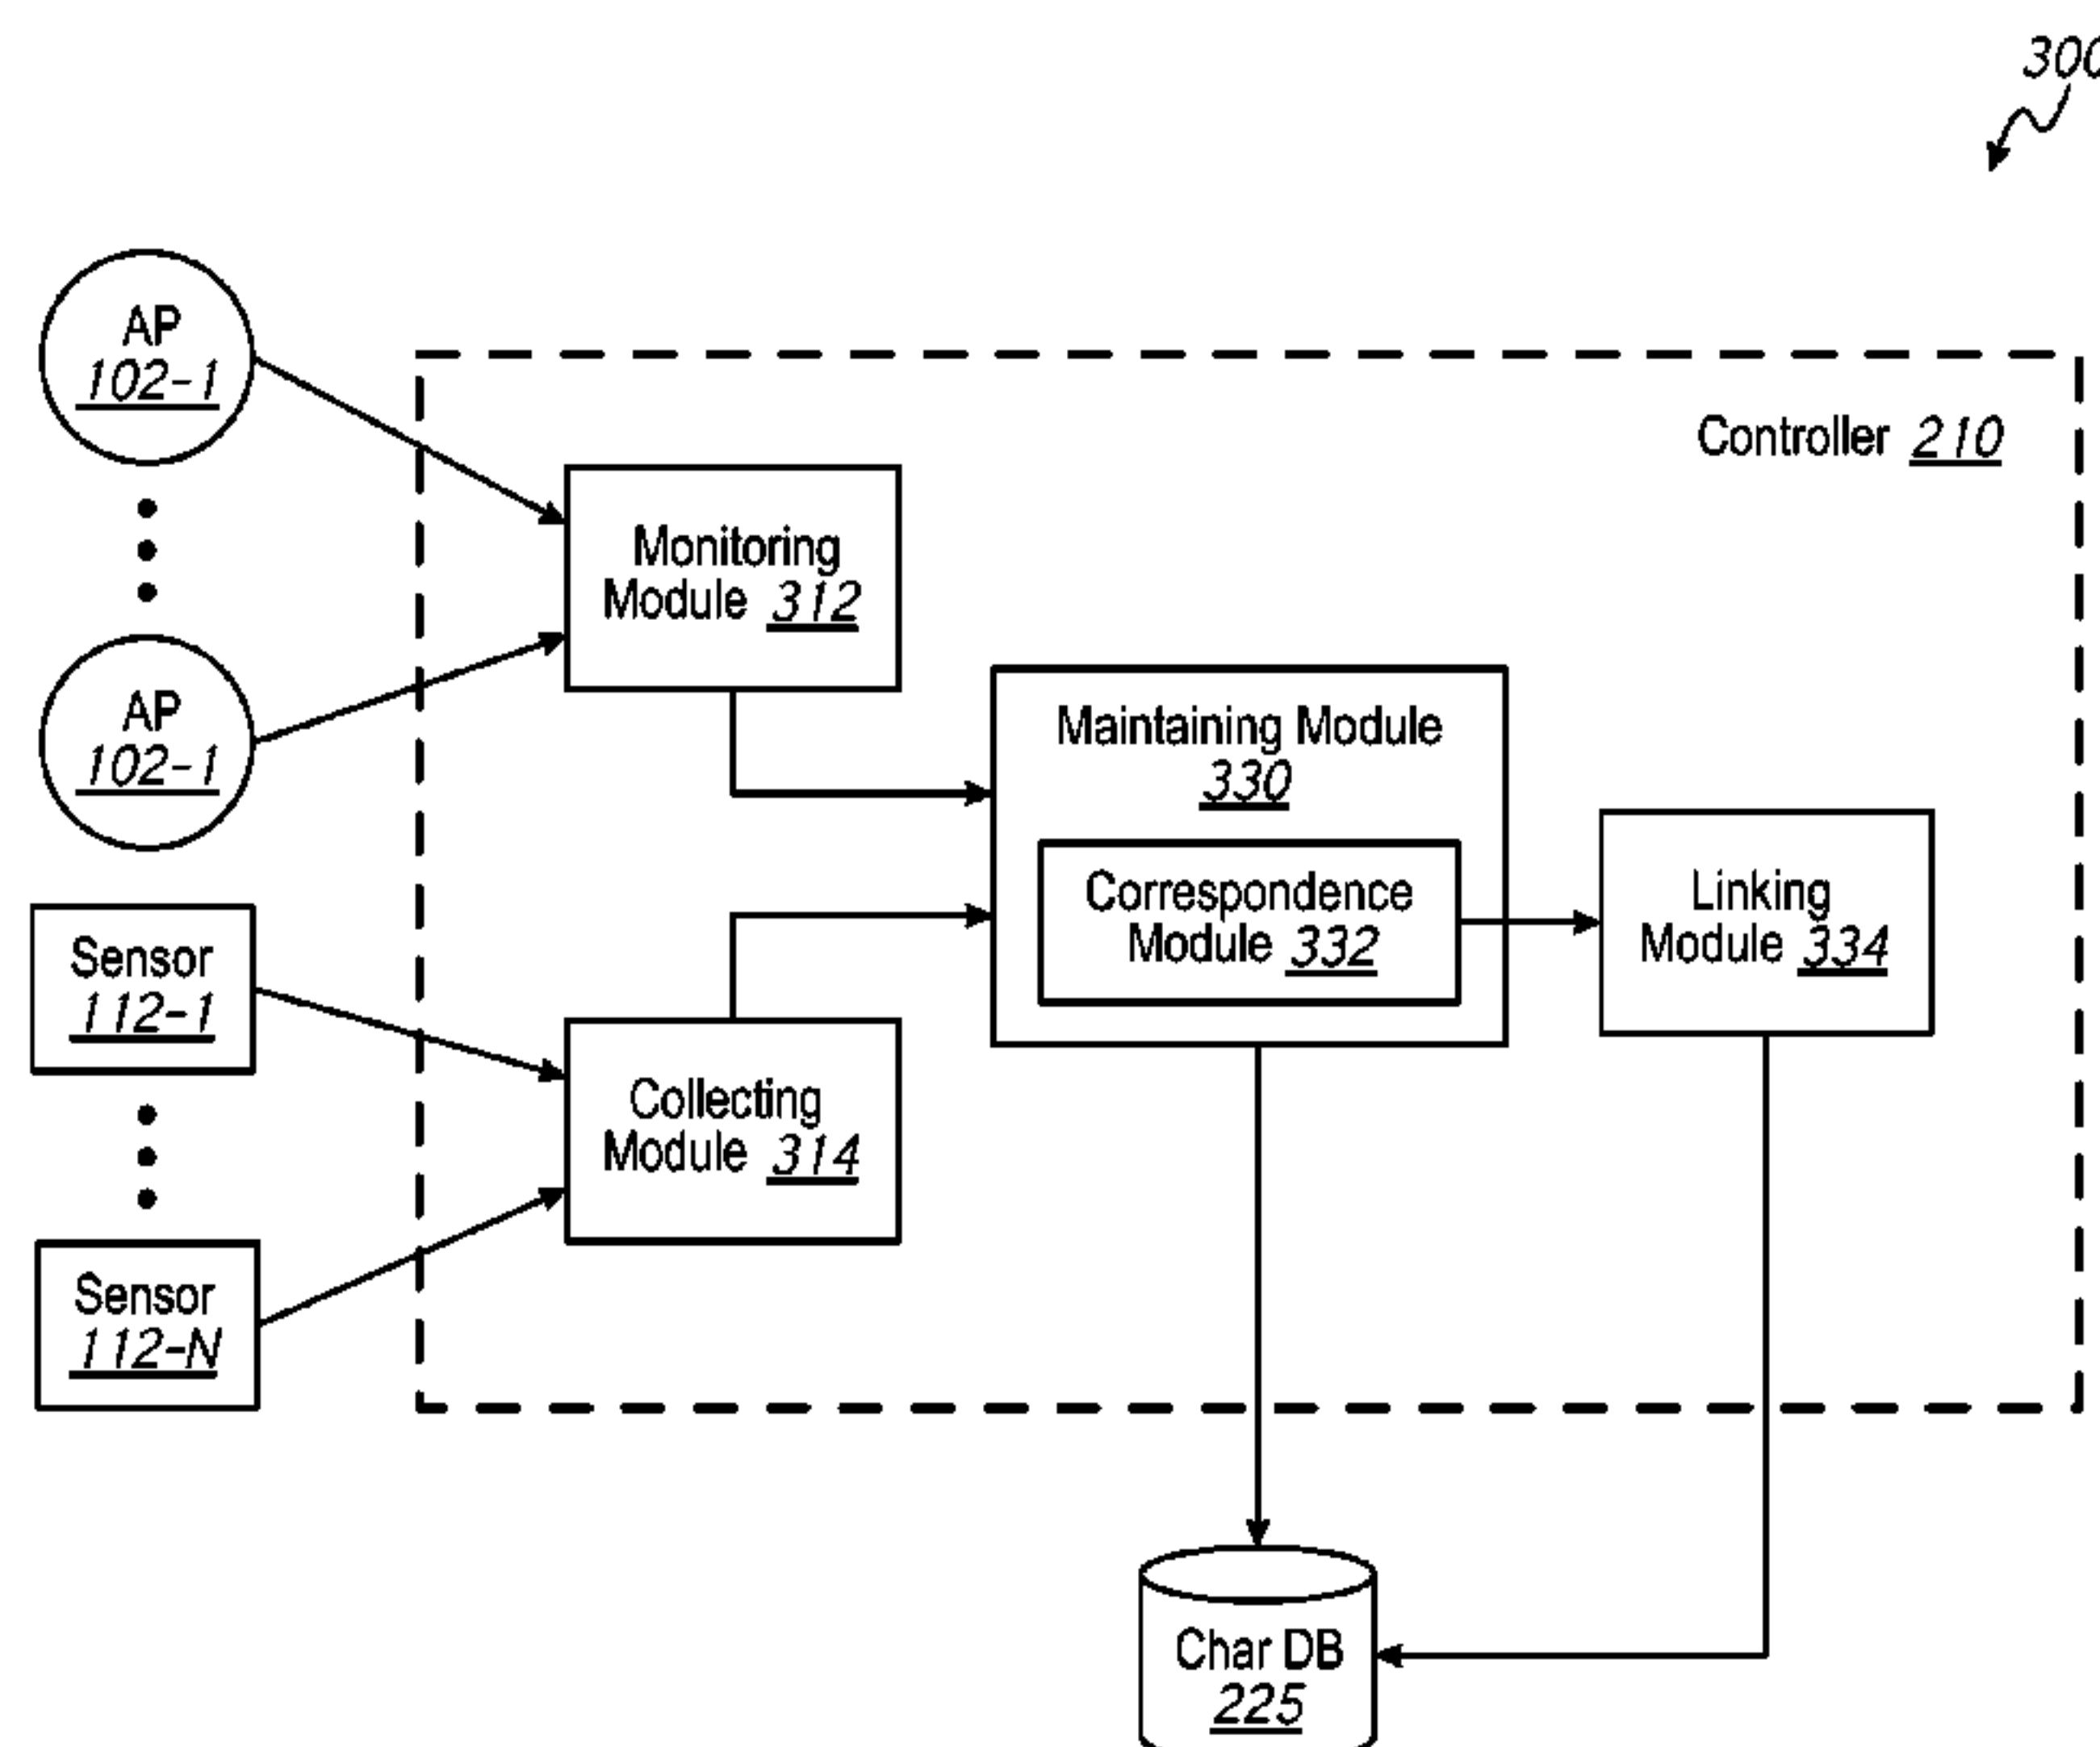 300
AP
102-1
AP
102-1
Sensor
112-1
Sensor
112-N
Controller 210
Monitoring
Module 312
Collecting
Module 314
Maintaining Module
330
Correspondence
Module 332
Linking
Module 334
Char DB
225